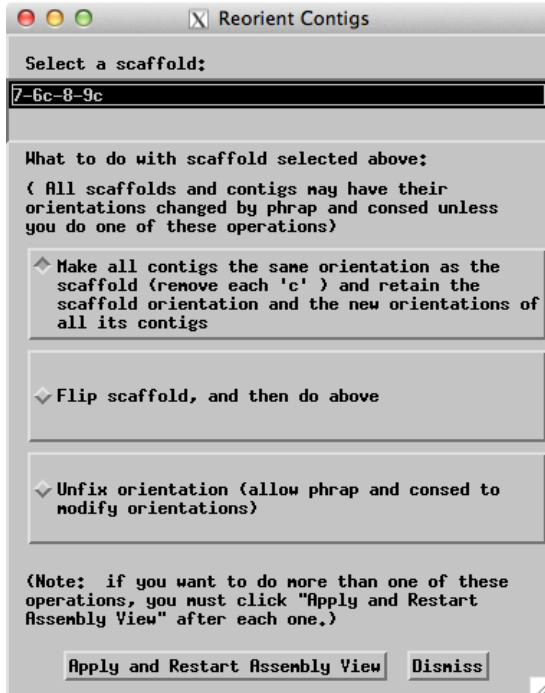 X Reorient Contigs
Select a scaffold:
7-6c-8-9c
What to do with scaffold selected above:
( All scaffolds and contigs may have their
orientations changed by phrap and consed unless
you do one of these operations)
Make all contigs the same orientation as the
scaffold (remove each 'c' ) and retain the
scaffold orientation and the new orientations of
all its contigs
Flip scaffold, and then do above
Unfix orientation (allow phrap and consed to
modify orientations)
(Note:  if you want to do more than one of these
operations, you must click "Apply and Restart
Assembly View" after each one.)
Apply and Restart Assembly View Dismiss